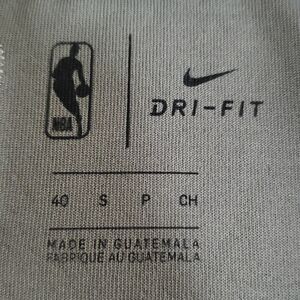 NBA
DRI-FIT
40 S P CH
MADE IN GUATEMALA
FABRIQUÉ AU GUATEMALA